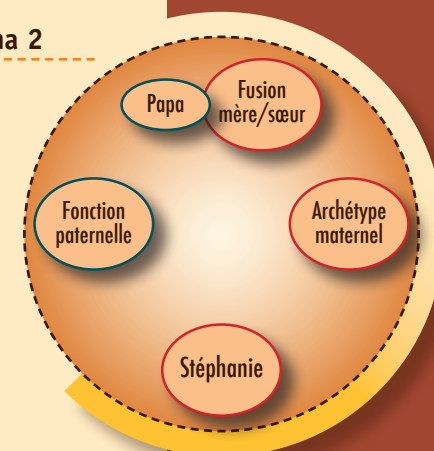 na 2
Papa
Fusion
mère/sœur
Fonction
paternelle
Archétype
maternel
Stéphanie